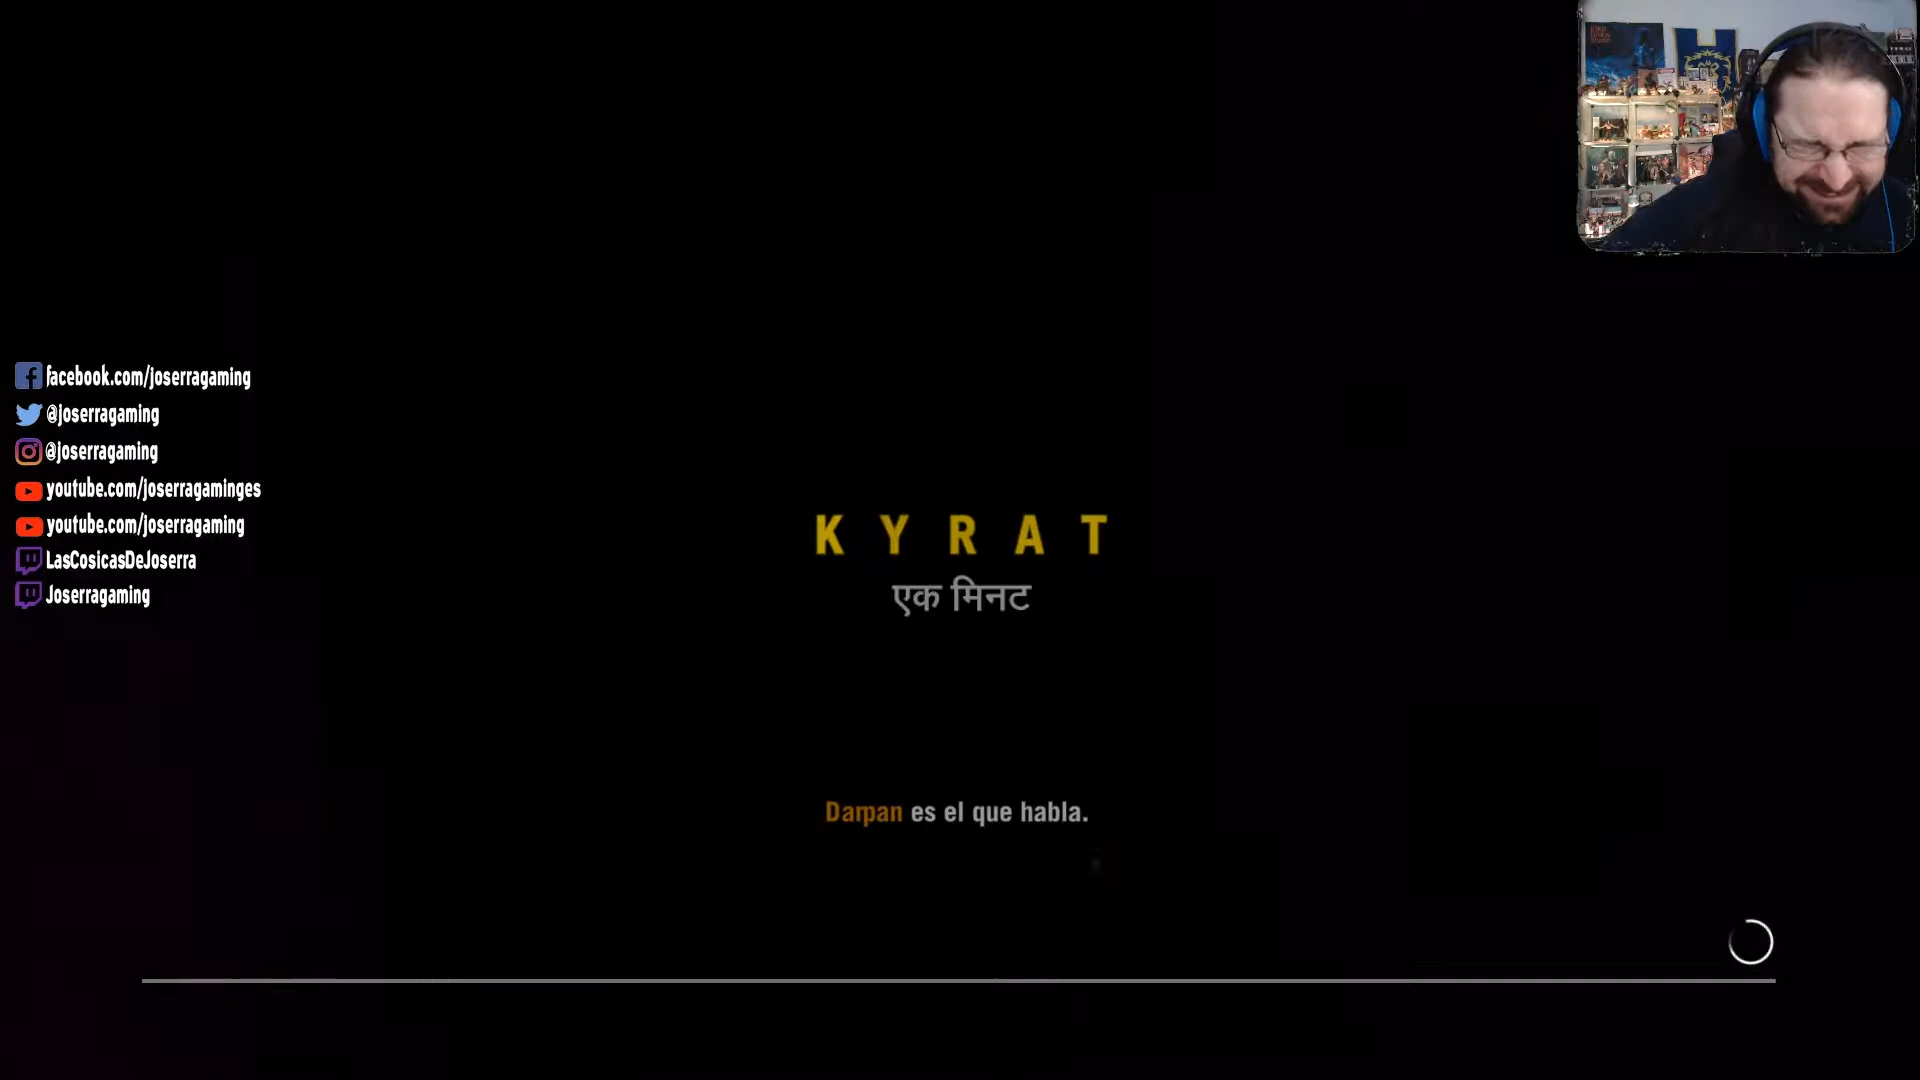 facebook.com/joserragaming
@joserragaming
@joserragaming
youtube.com/joserragaminges
youtube.com/joserragaming
LasCosicasDeJoserra
Joserragaming
KYRAT
एक मिनट
Darpan es el que habla.